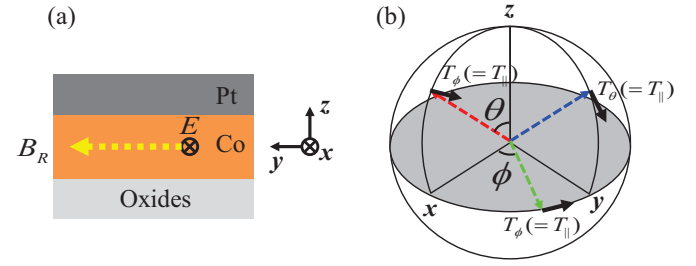 (a)
Pt
E
Co
B_R
Oxides
z
y
x
(b)
z
T_ϕ(= T_∥)
T_θ(= T_∥)
θ
ϕ
x
y
T_ϕ(= T_∥)